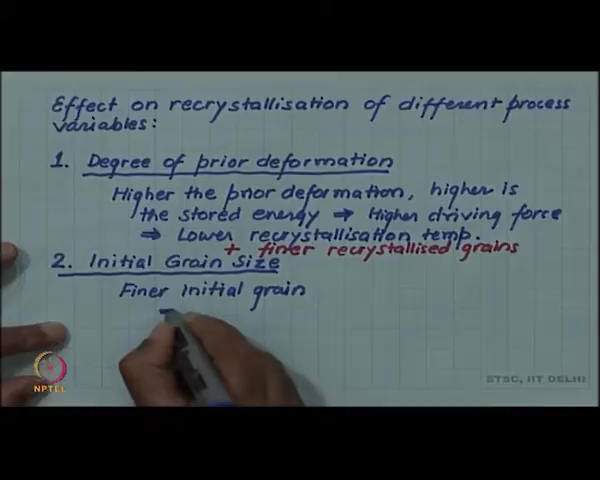 Effect on recrystallisation of different process
variables:
1. Degree of prior deformation
Higher the prior deformation, higher is
the stored energy ⇒ Higher driving force
⇒ Lower recrystallisation temp.
+ finer recrystallised grains
2. Initial Grain Size
Finer initial grain
NPTEL
ETSC, IIT DELHI